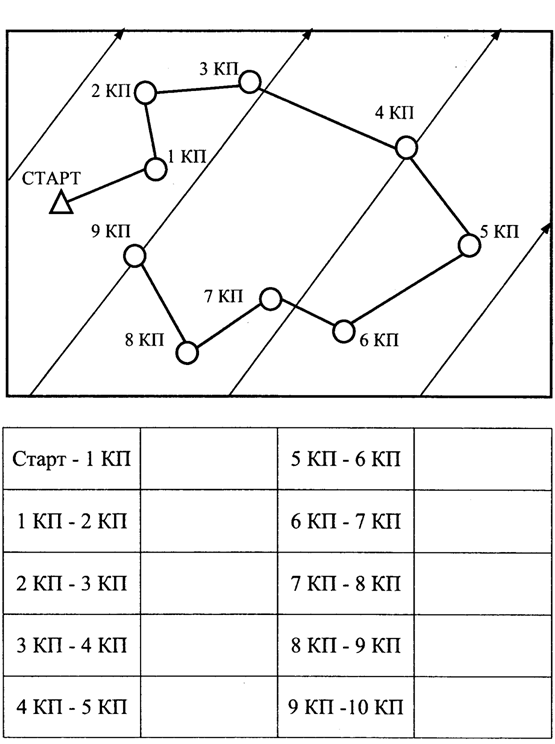 3 КП
2 КП
4 КП
1 КП
СТАРТ
9 КП
5 КП
7 КП
8 КП
6 КП
Старт - 1 КП
5 КП - 6 КП
1 КП - 2 КП
6 КП - 7 КП
2 КП - 3 КП
7 КП - 8 КП
3 КП - 4 КП
8 КП - 9 КП
4 КП - 5 КП
9 КП -10 КП